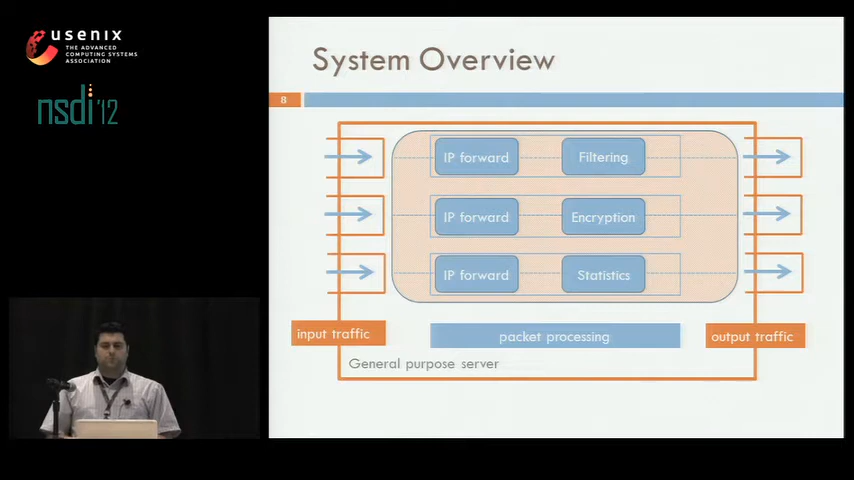 usenix
THE ADVANCED
COMPUTING SYSTEMS
ASSOCIATION
nsdi '12
System Overview
8
IP forward
Filtering
IP forward
Encryption
IP forward
Statistics
input traffic
packet processing
output traffic
General purpose server